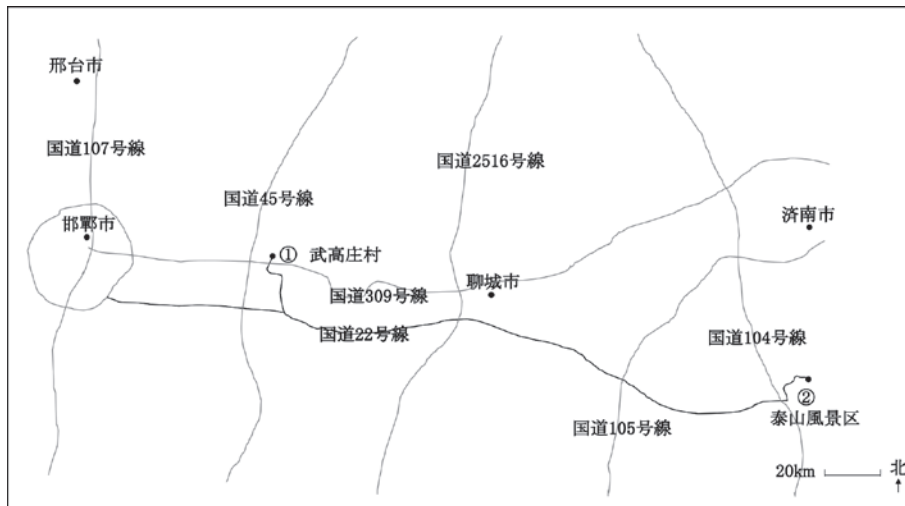 邢台市
国道107号線
国道2516号線
国道45号線
邯鄲市
済南市
① 武高庄村
聊城市
国道309号線
国道22号線
国道104号線
②
泰山風景区
国道105号線
20km
北